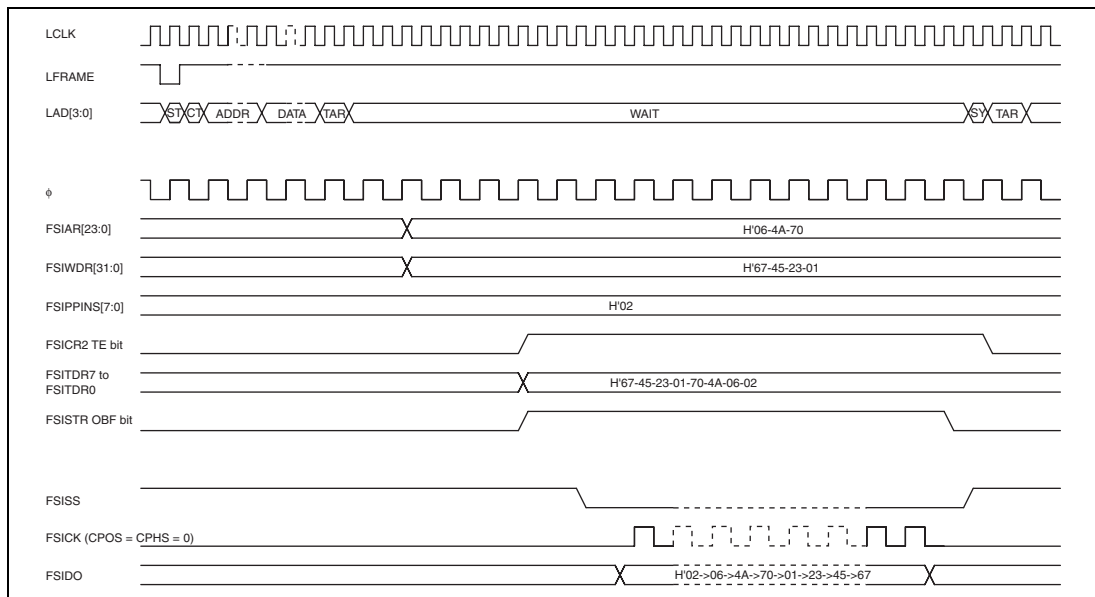 LCLK
LFRAME
LAD[3:0] ST CT ADDR DATA TAR WAIT SY TAR
ϕ
FSIAR[23:0] H'06-4A-70
FSIWDR[31:0] H'67-45-23-01
FSIPPINS[7:0] H'02
FSICR2 TE bit
FSITDR7 to
FSITDR0 H'67-45-23-01-70-4A-06-02
FSISTR OBF bit
FSISS
FSICK (CPOS = CPHS = 0)
FSIDO H'02->06->4A->70->01->23->45->67